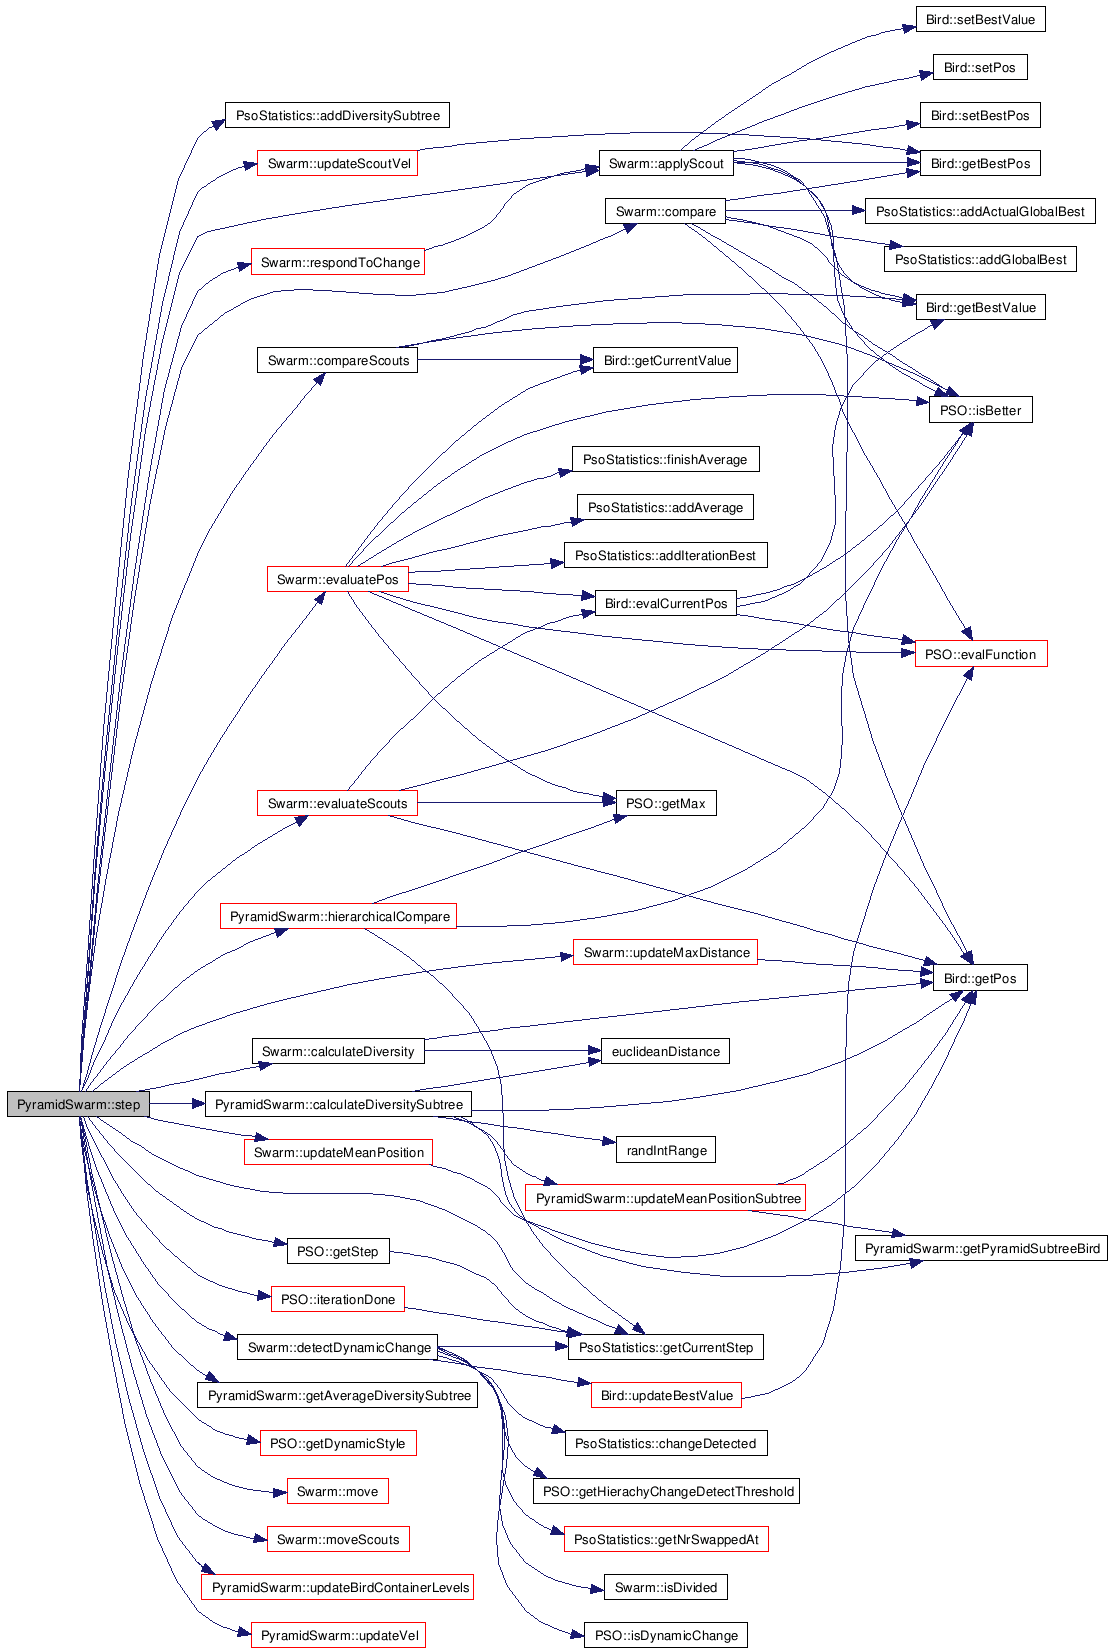 Bird::setBestValue
Bird::setPos
PsoStatistics::addDiversitySubtree
Bird::setBestPos
Swarm::updateScoutVel
Swarm::applyScout
Bird::getBestPos
Swarm::compare
PsoStatistics::addActualGlobalBest
Swarm::respondToChange
PsoStatistics::addGlobalBest
Bird::getBestValue
Swarm::compareScouts
Bird::getCurrentValue
PSO::isBetter
PsoStatistics::finishAverage
PsoStatistics::addAverage
PsoStatistics::addIterationBest
Swarm::evaluatePos
Bird::evalCurrentPos
PSO::evalFunction
Swarm::evaluateScouts
PSO::getMax
PyramidSwarm::hierarchicalCompare
Swarm::updateMaxDistance
Bird::getPos
Swarm::calculateDiversity
euclideanDistance
PyramidSwarm::step
PyramidSwarm::calculateDiversitySubtree
Swarm::updateMeanPosition
randIntRange
PyramidSwarm::updateMeanPositionSubtree
PSO::getStep
PyramidSwarm::getPyramidSubtreeBird
PSO::iterationDone
Swarm::detectDynamicChange
PsoStatistics::getCurrentStep
PyramidSwarm::getAverageDiversitySubtree
Bird::updateBestValue
PSO::getDynamicStyle
PsoStatistics::changeDetected
Swarm::move
PSO::getHierachyChangeDetectThreshold
Swarm::moveScouts
PsoStatistics::getNrSwappedAt
PyramidSwarm::updateBirdContainerLevels
Swarm::isDivided
PyramidSwarm::updateVel
PSO::isDynamicChange